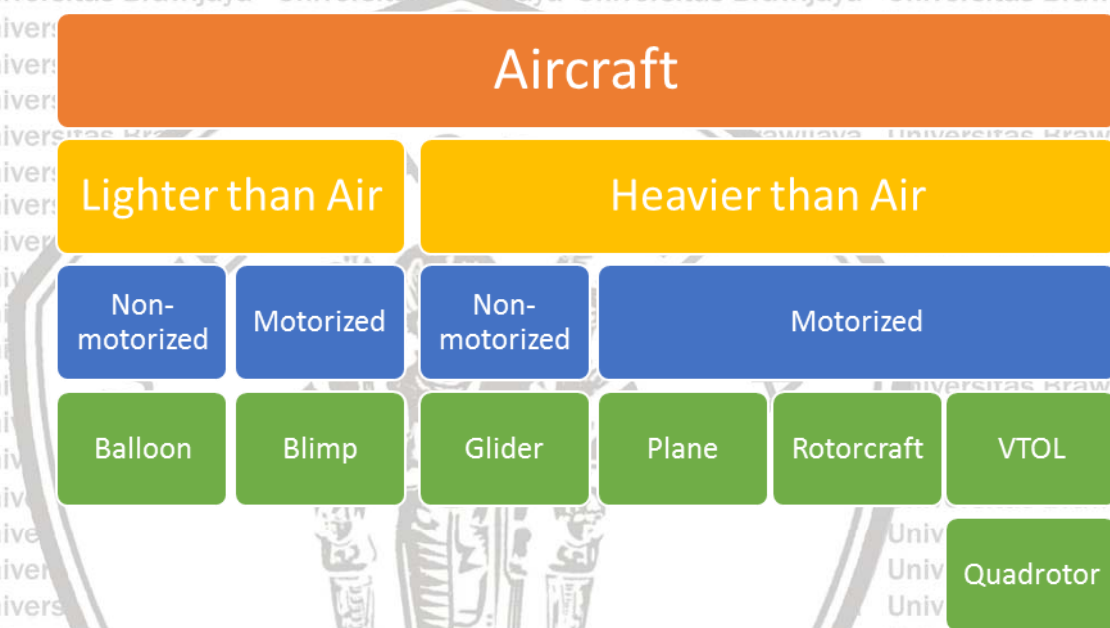 Aircraft
Lighter than Air
Heavier than Air
Non-
motorized
Motorized
Non-
motorized
Motorized
Balloon
Blimp
Glider
Plane
Rotorcraft
VTOL
Quadrotor